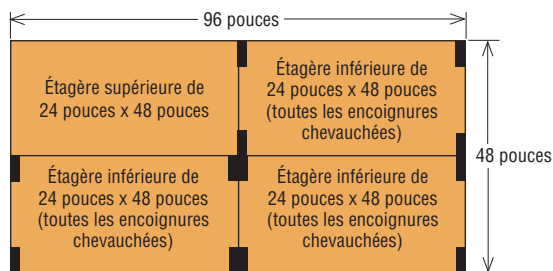 96 pouces
Étagère supérieure de
24 pouces x 48 pouces
Étagère inférieure de
24 pouces x 48 pouces
(toutes les encoignures
chevauchées)
48 pouces
Étagère inférieure de
24 pouces x 48 pouces
(toutes les encoignures
chevauchées)
Étagère inférieure de
24 pouces x 48 pouces
(toutes les encoignures
chevauchées)